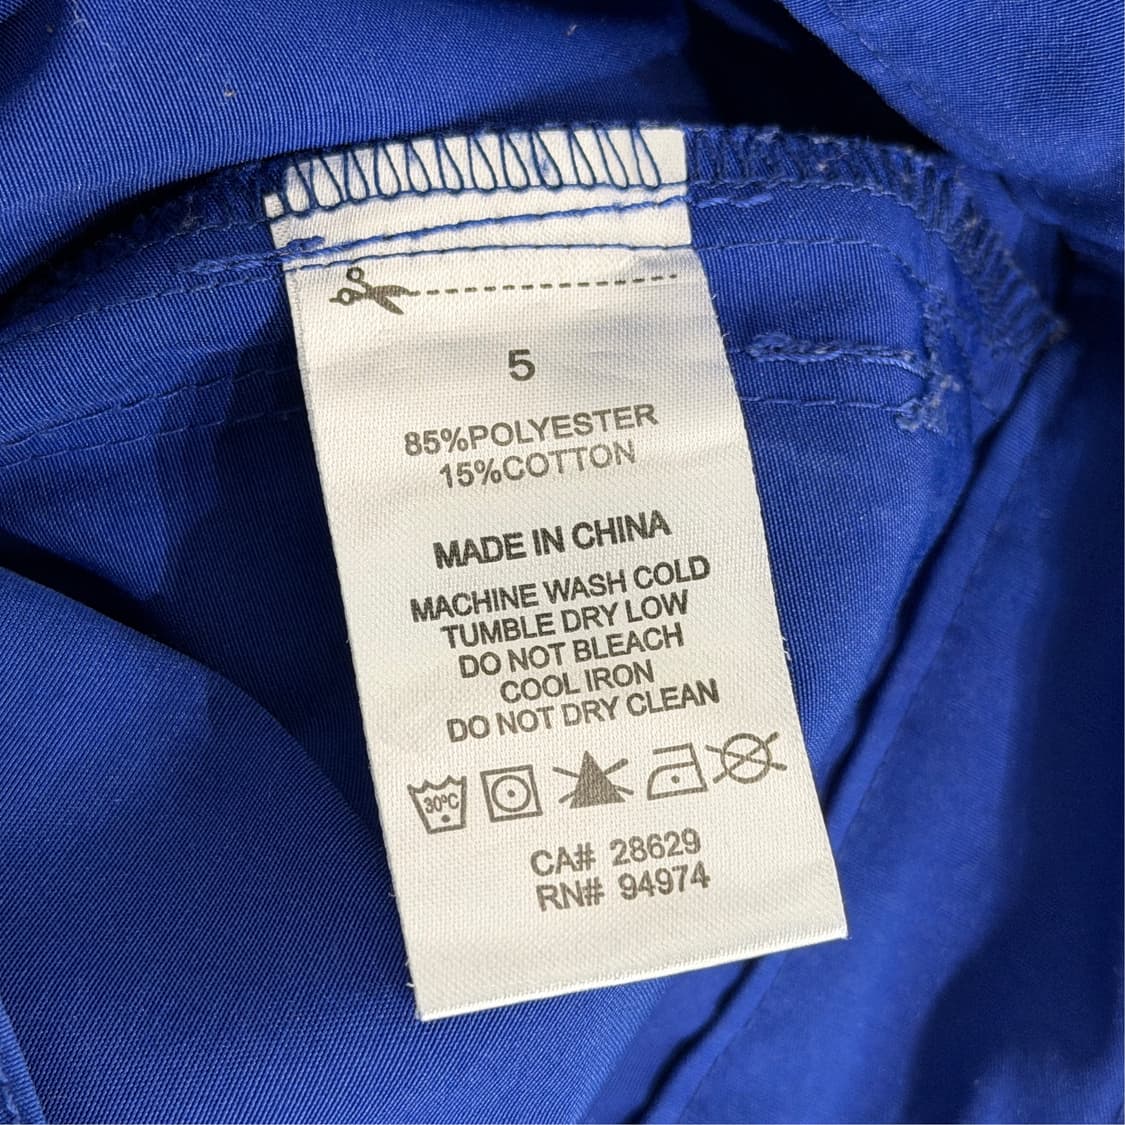 5
85%POLYESTER
15%COTTON
MADE IN CHINA
MACHINE WASH COLD
TUMBLE DRY LOW
DO NOT BLEACH
COOL IRON
DO NOT DRY CLEAN
30°C
CA# 28629
RN# 94974